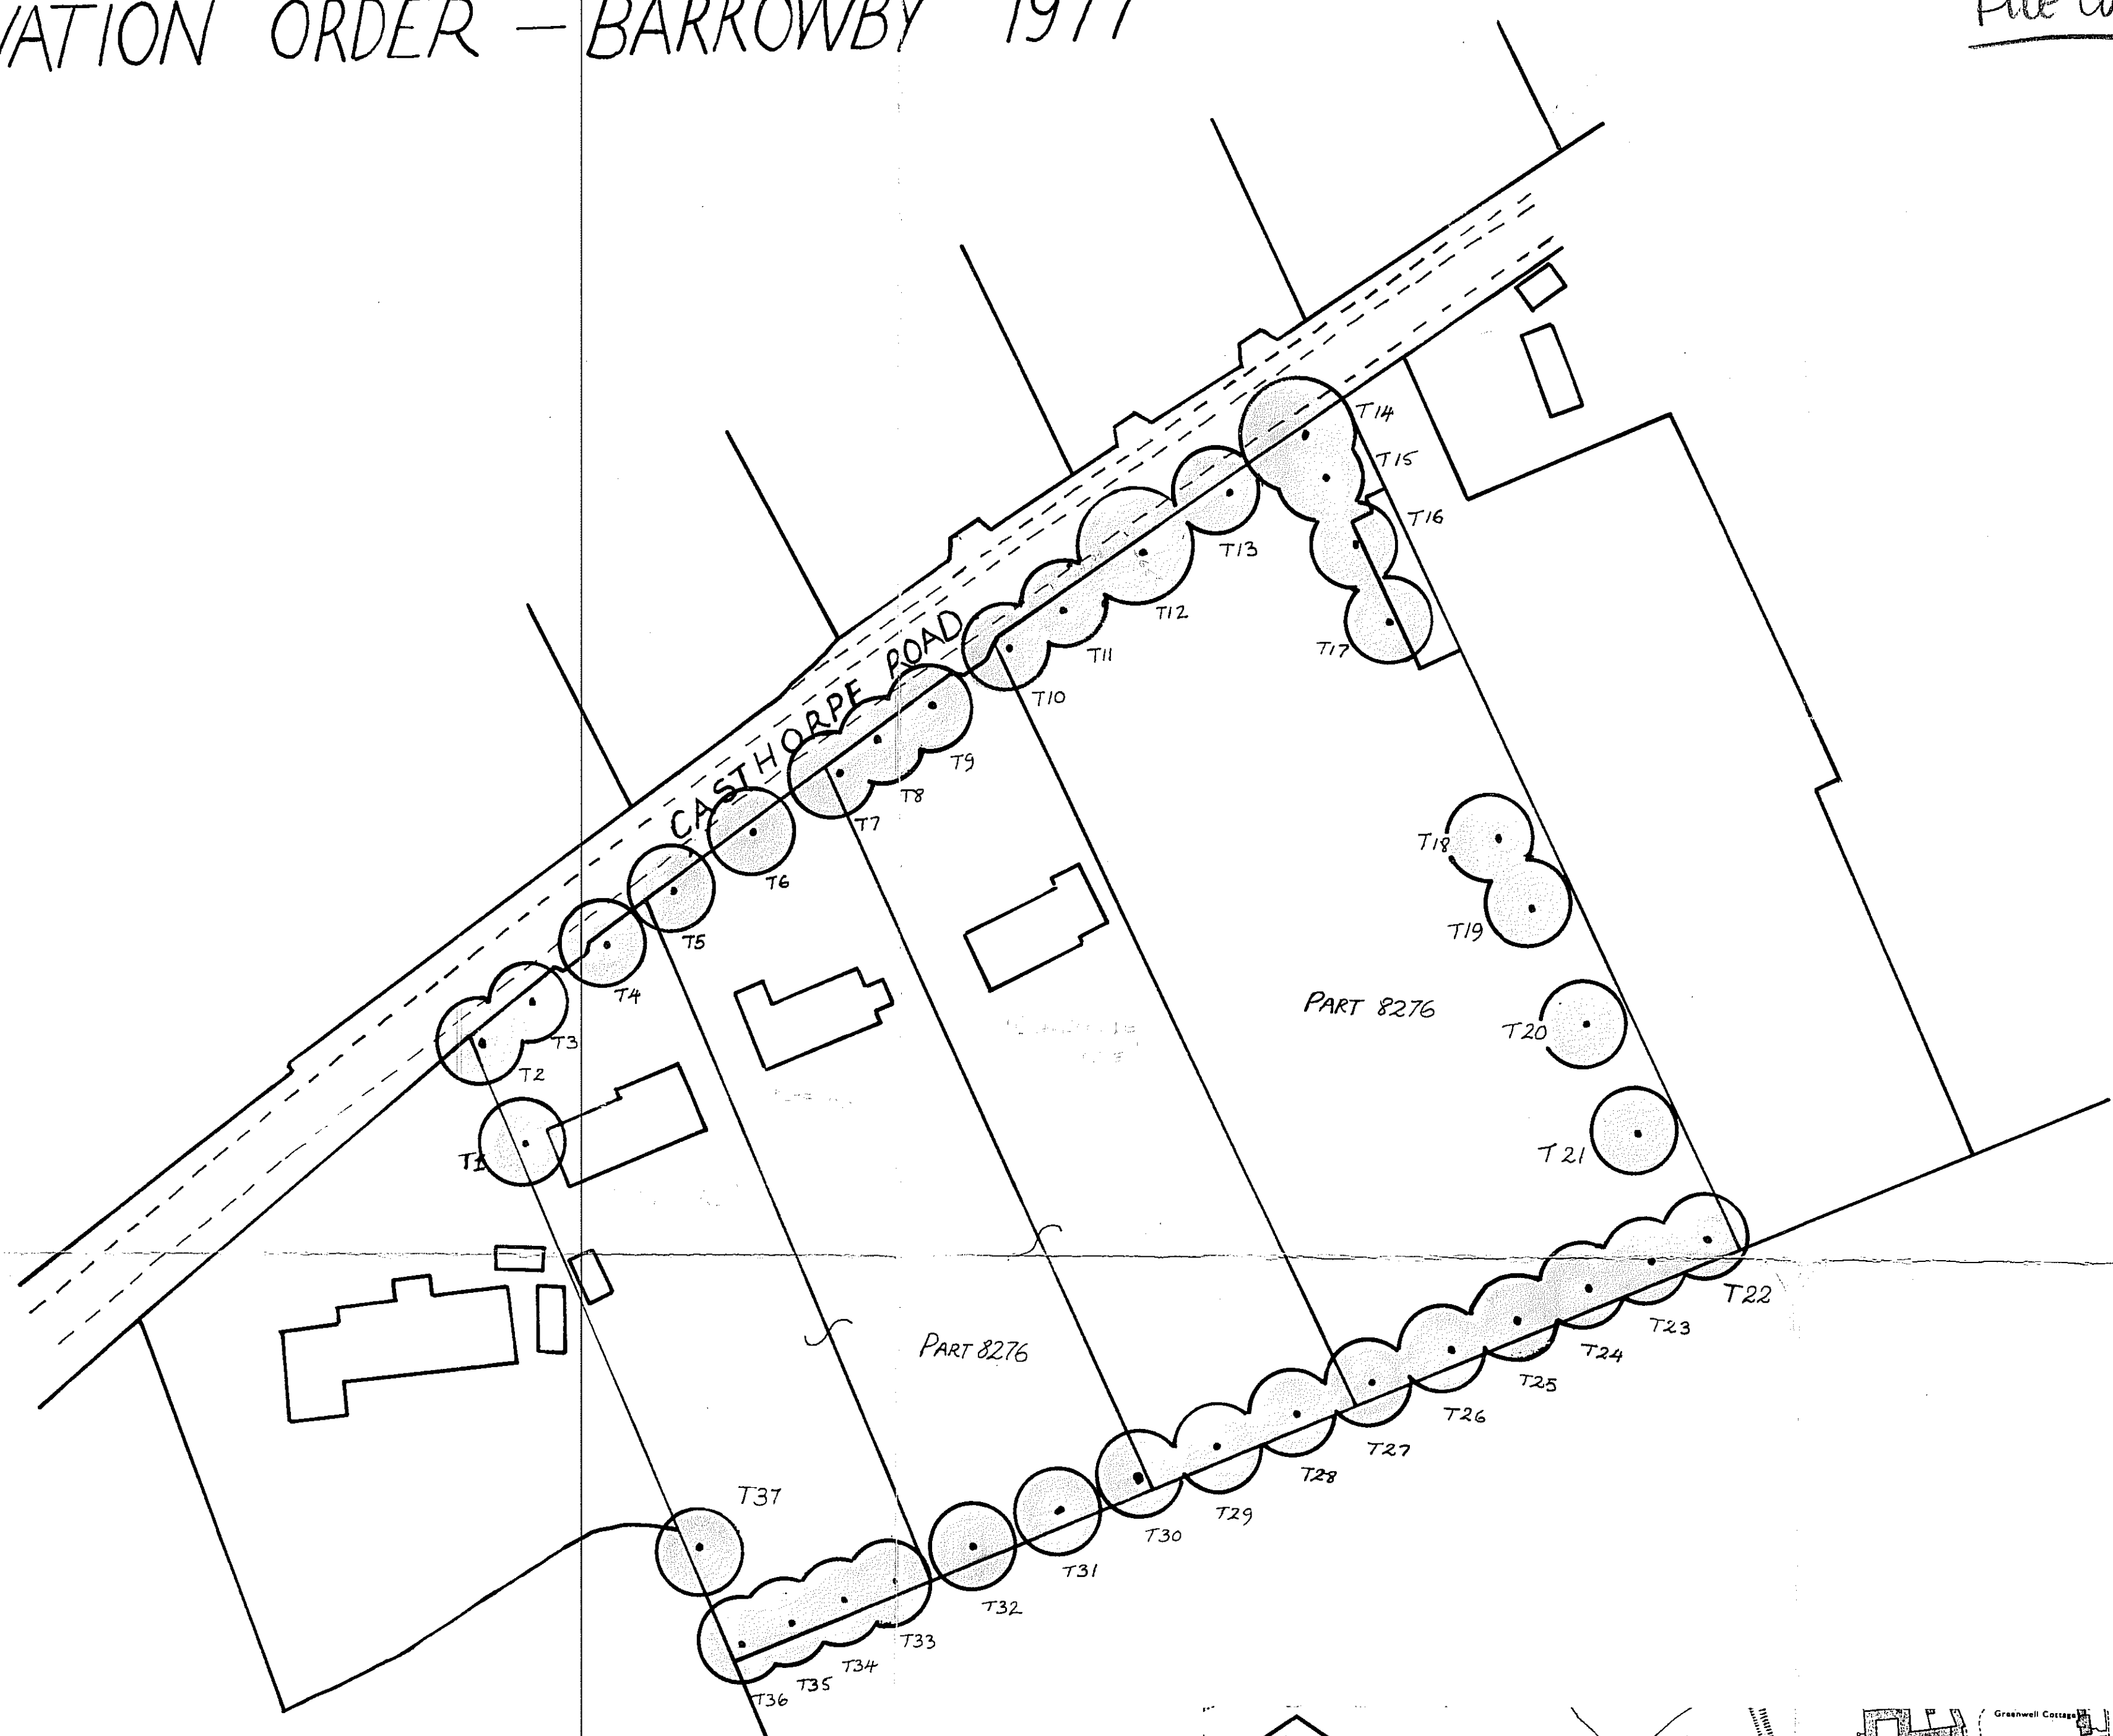 VATION ORDER — BARROWBY 1977
T14
T15
T16
T13
T12
T17
T11
T10
CASTHORPE ROAD
T9
T8
T7
T18
T6
T19
T5
T4
PART 8276
T20
T3
T2
T21
T1
T22
T23
PART 8276
T24
T25
T26
T27
T28
T37
T29
T30
T31
T32
T33
T34
T35
T36
Greenwell Cottage